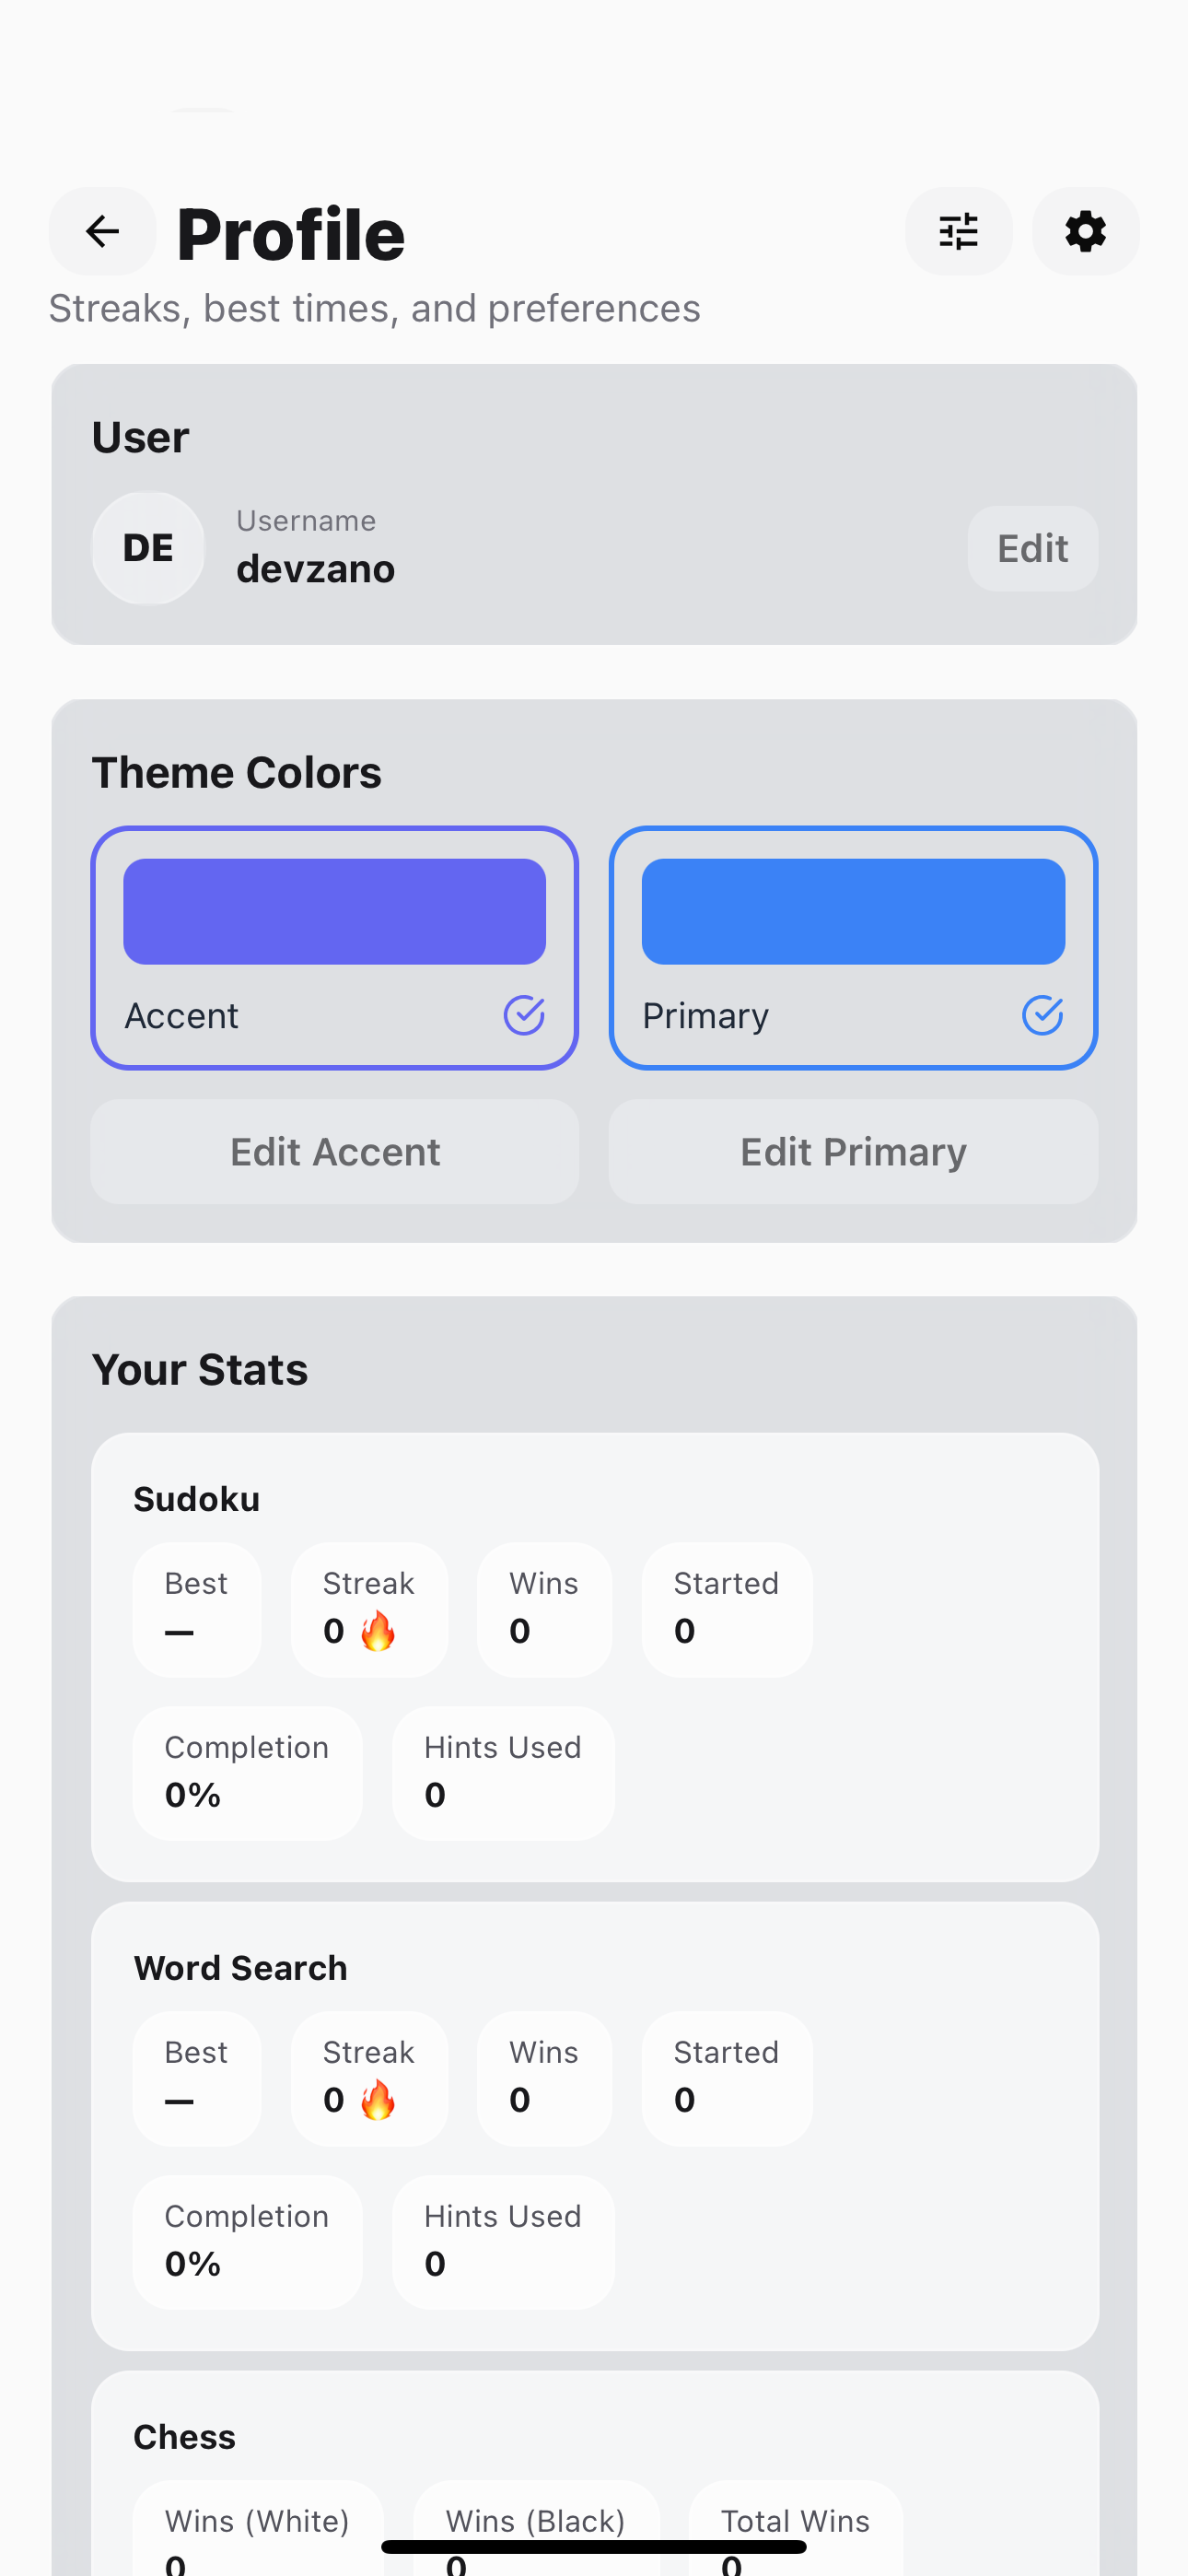 Profile
Streaks, best times, and preferences
User
DE
Username
devzano
Edit
Theme Colors
Accent
Primary
Edit Accent
Edit Primary
Your Stats
Sudoku
Best
Streak
Wins
Started
—
0 🔥
0
0
Completion
Hints Used
0%
0
Word Search
Best
Streak
Wins
Started
—
0 🔥
0
0
Completion
Hints Used
0%
0
Chess
Wins (White)
Wins (Black)
Total Wins
0
0
0